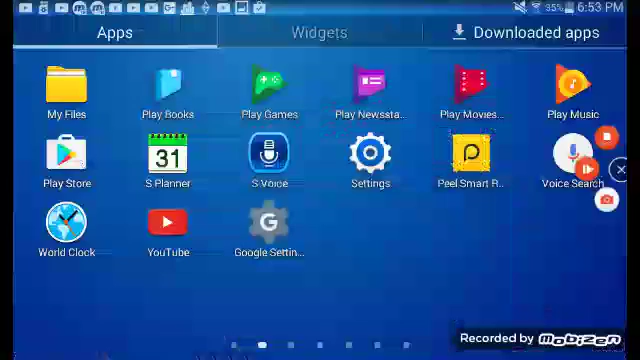 35% 6:53 PM
Apps Widgets Downloaded apps
My Files Play Books Play Games Play Newssta.. Play Movies.. Play Music
31
Play Store S Planner S Voice Settings Peel Smart R.. Voice Search
G
World Clock YouTube Google Settin..
Recorded by Mobizen